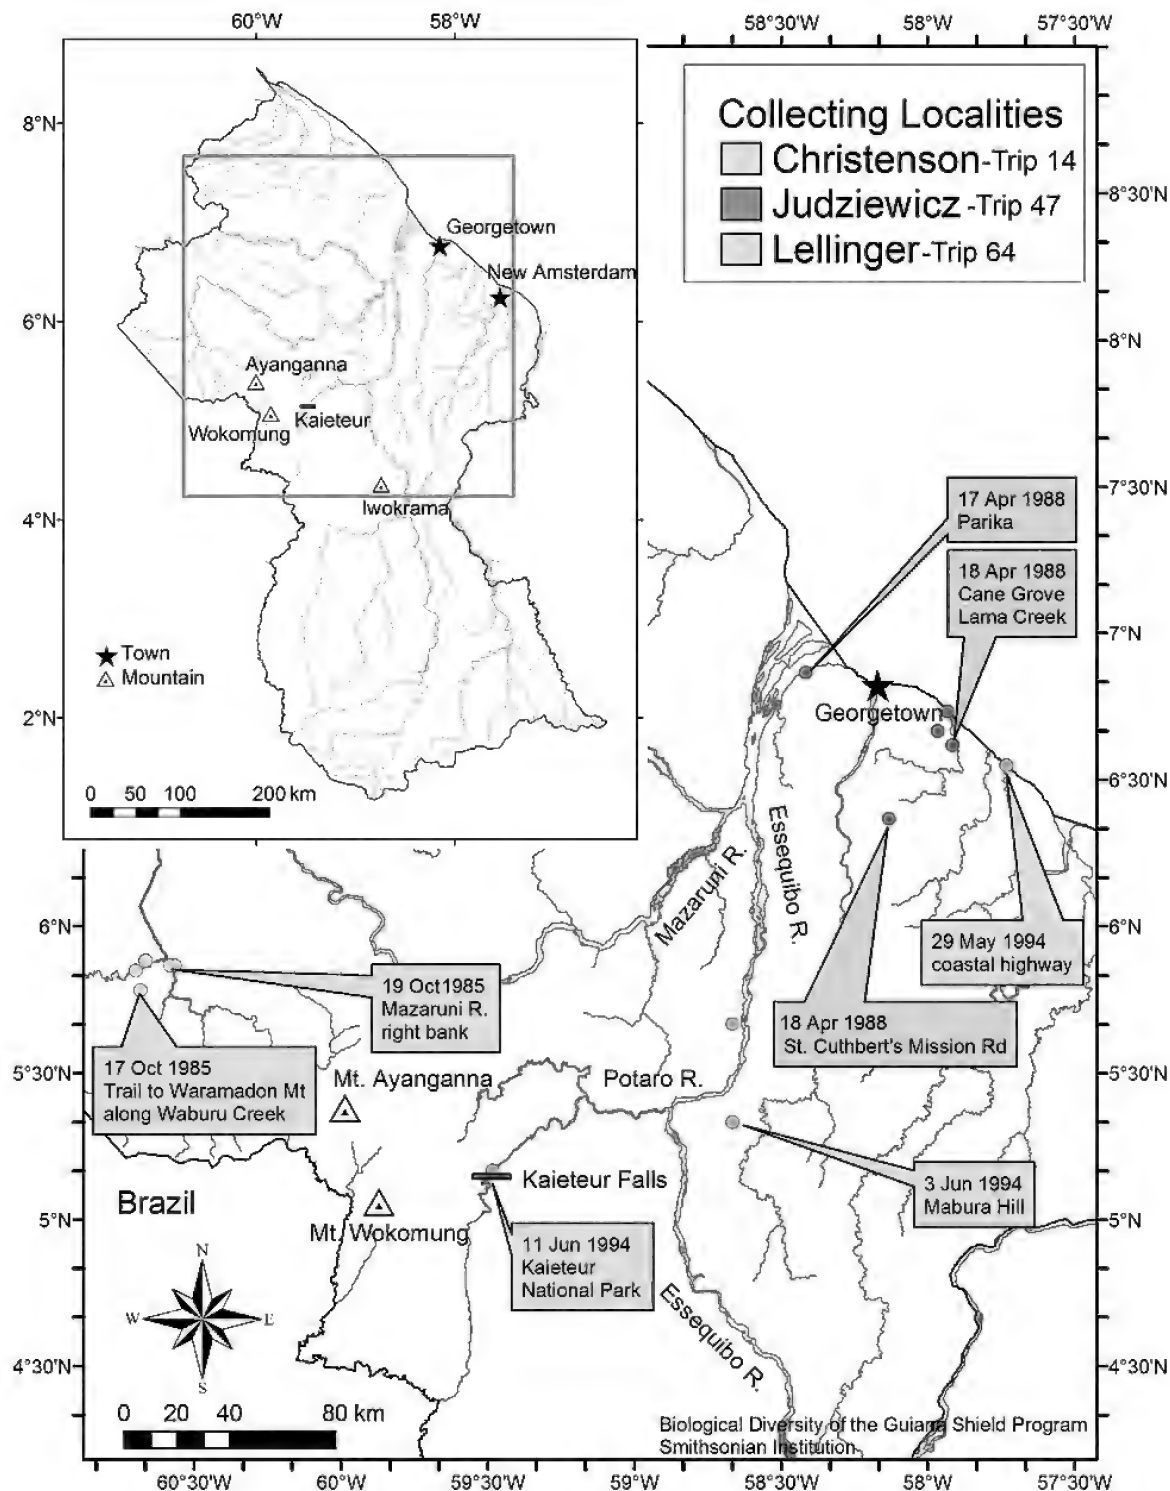 60°W
58°W
58°30'W
58°W
57°30'W
8°N
6°N
4°N
2°N
Georgetown
New Amsterdam
Ayanganna
Wokomung
Kaieteur
Iwokrama
Town
Mountain
0 50 100 200 km
Collecting Localities
Christenson-Trip 14
Judziewicz -Trip 47
Lellinger-Trip 64
8°30'N
8°N
7°30'N
7°N
6°30'N
17 Apr 1988
Parika
18 Apr 1988
Cane Grove
Lama Creek
Georgetown
Essequibo R.
Mazaruni R.
29 May 1994
coastal highway
18 Apr 1988
St. Cuthbert's Mission Rd
6°N
6°N
19 Oct1985
Mazaruni R.
right bank
17 Oct 1985
Trail to Waramadon Mt
along Waburu Creek
5°30'N
5°30'N
Mt. Ayanganna
Potaro R.
3 Jun 1994
Mabura Hill
Kaieteur Falls
Brazil
5°N
5°N
Mt. Wokomung
11 Jun 1994
Kaieteur
National Park
N
W
E
S
Essequibo R.
4°30'N
4°30'N
0 20 40 80 km
Biological Diversity of the Guiana Shield Program
Smithsonian Institution
60°30'W
60°W
59°30'W
59°W
58°30'W
58°W
57°30'W